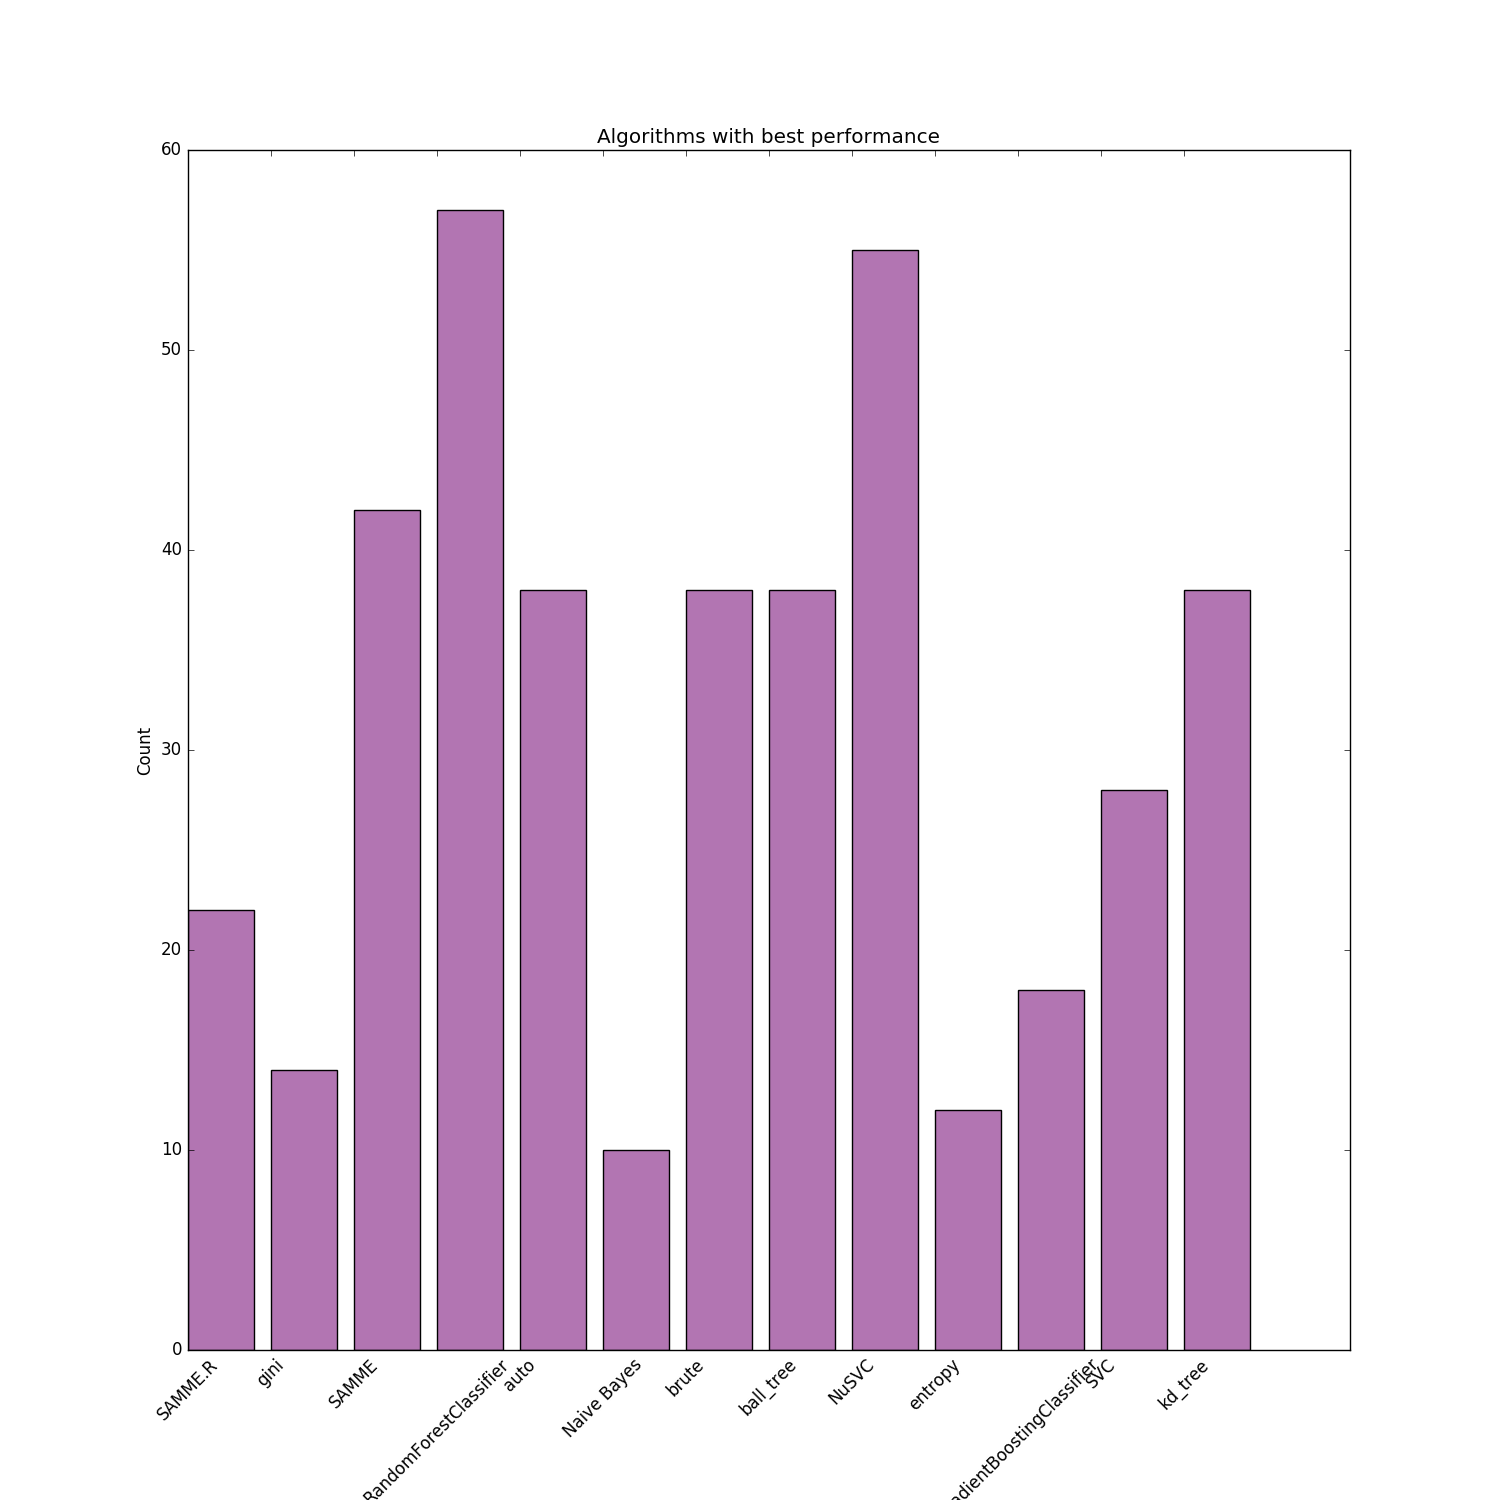 Algorithms with best performance
60
50
40
30
20
10
0
Count
SAMME.R
gini
SAMME
RandomForestClassifier
auto
Naive Bayes
brute
ball_tree
NuSVC
entropy
edientBoostingClassifier
SVC
kd_tree